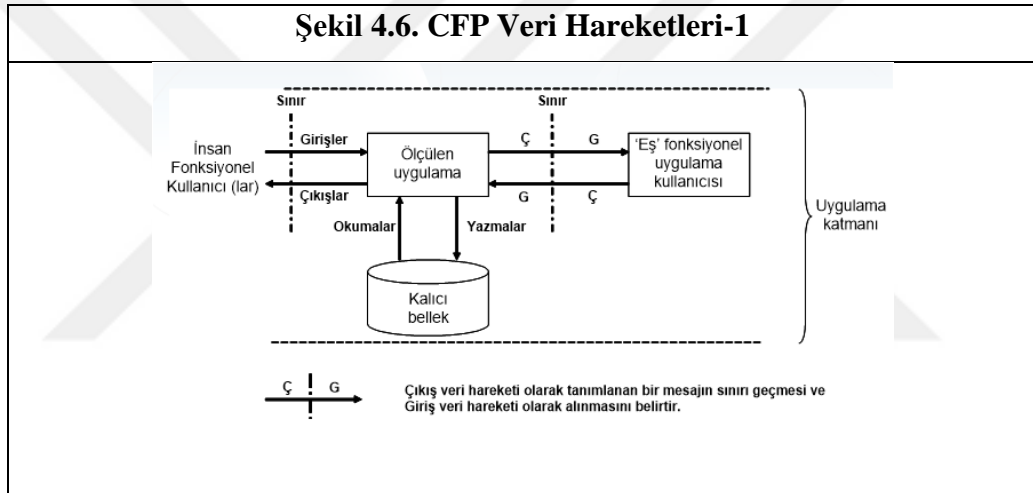 Şekil 4.6. CFP Veri Hareketleri-1
Sınır
Sınır
İnsan
Fonksiyonel
Kullanıcı (lar)
Girişler
Çıkışlar
Ölçülen
uygulama
Ç
G
G
Ç
'Eş' fonksiyonel
uygulama
kullanıcısı
Uygulama
katmanı
Okumalar
Yazmalar
Kalıcı
bellek
Ç
G
Çıkış veri hareketi olarak tanımlanan bir mesajın sınırı geçmesi ve
Giriş veri hareketi olarak alınmasını belirtir.